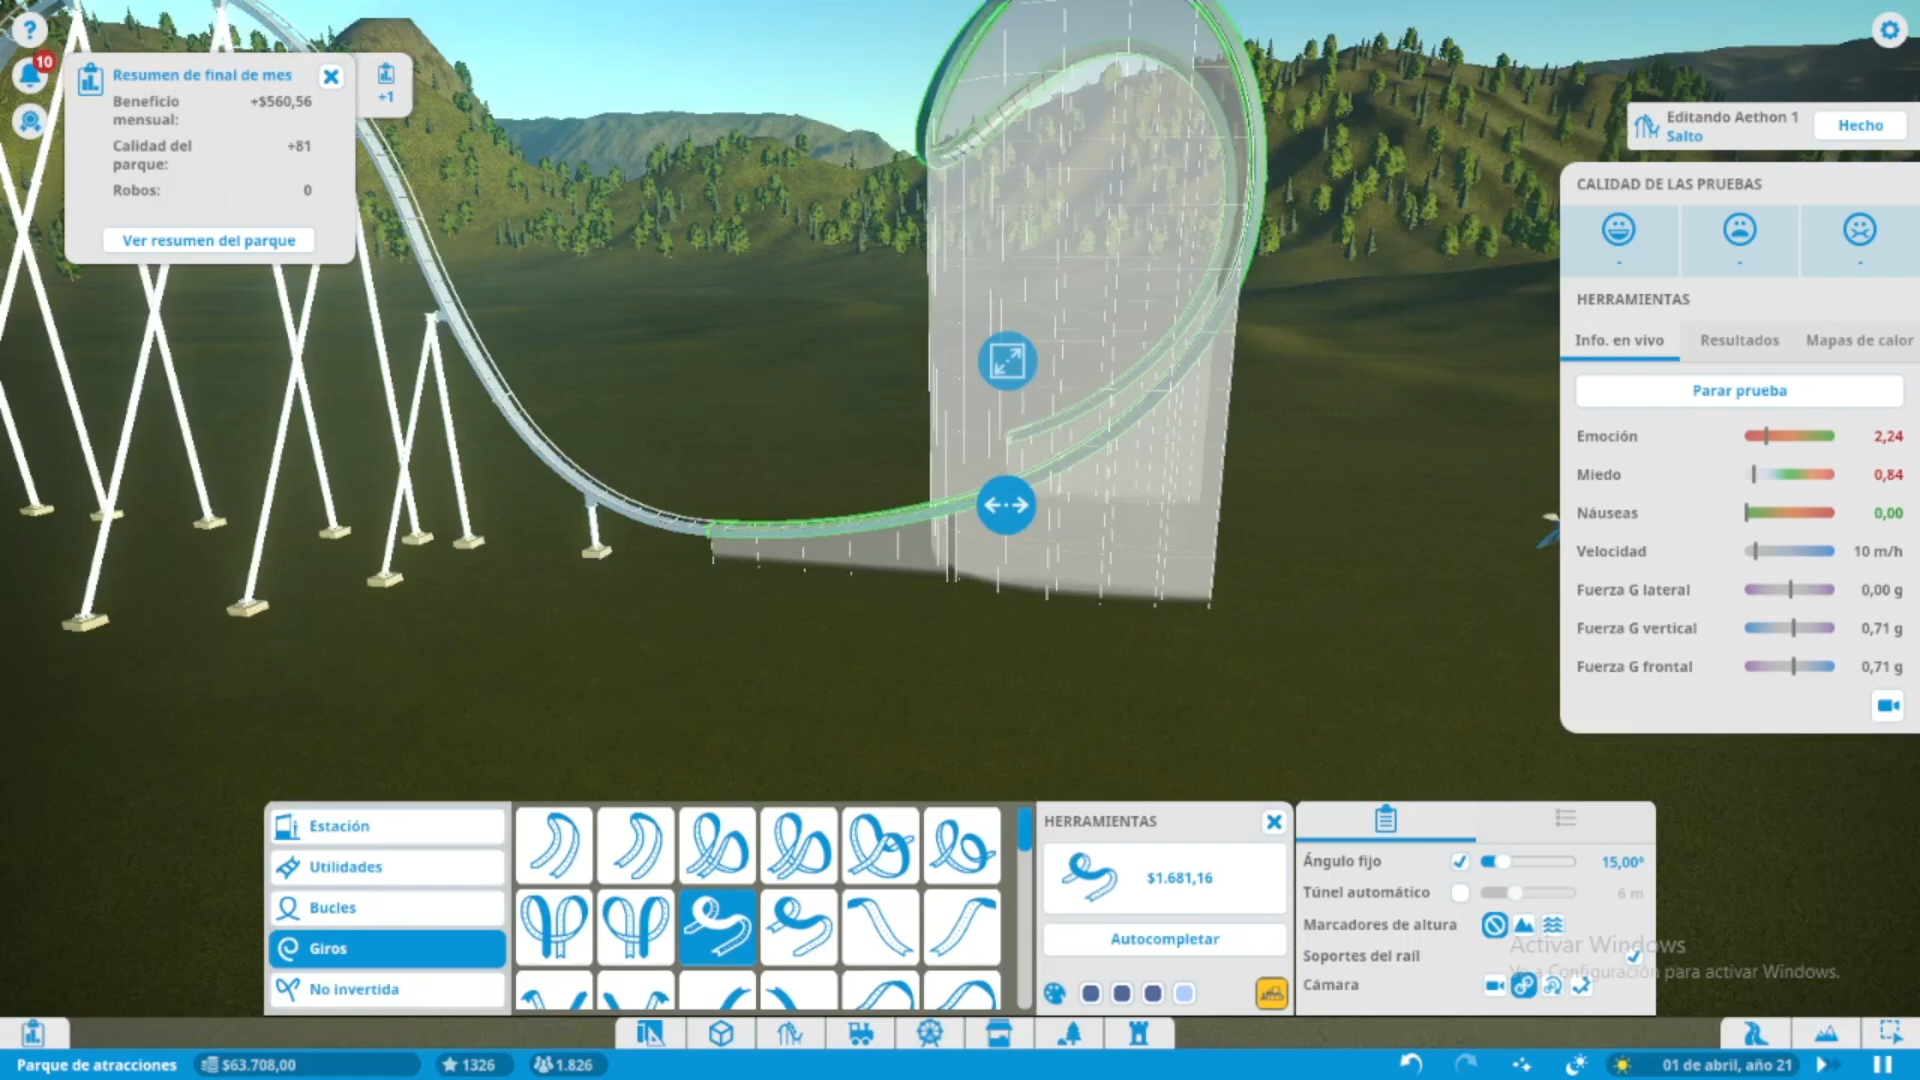 ?
10
Resumen de final de mes
+1
Beneficio mensual: +$560,56
Calidad del parque: +81
Robos: 0
Ver resumen del parque
Editando Aethon 1
Salto
Hecho
CALIDAD DE LAS PRUEBAS
- - -
HERRAMIENTAS
Info. en vivo Resultados Mapas de calor
Parar prueba
Emoción 2,24
Miedo 0,84
Náuseas 0,00
Velocidad 10 m/h
Fuerza G lateral 0,00 g
Fuerza G vertical 0,71 g
Fuerza G frontal 0,71 g
Estación
Utilidades
Bucles
Giros
No invertida
HERRAMIENTAS
$1.681,16
Autocompletar
Ángulo fijo 15,00°
Túnel automático 6 m
Marcadores de altura
Soportes del rail
Cámara
Activar Windows
Ve a Configuración para activar Windows.
Parque de atracciones $63.708,00 1326 1.826 01 de abril, año 21